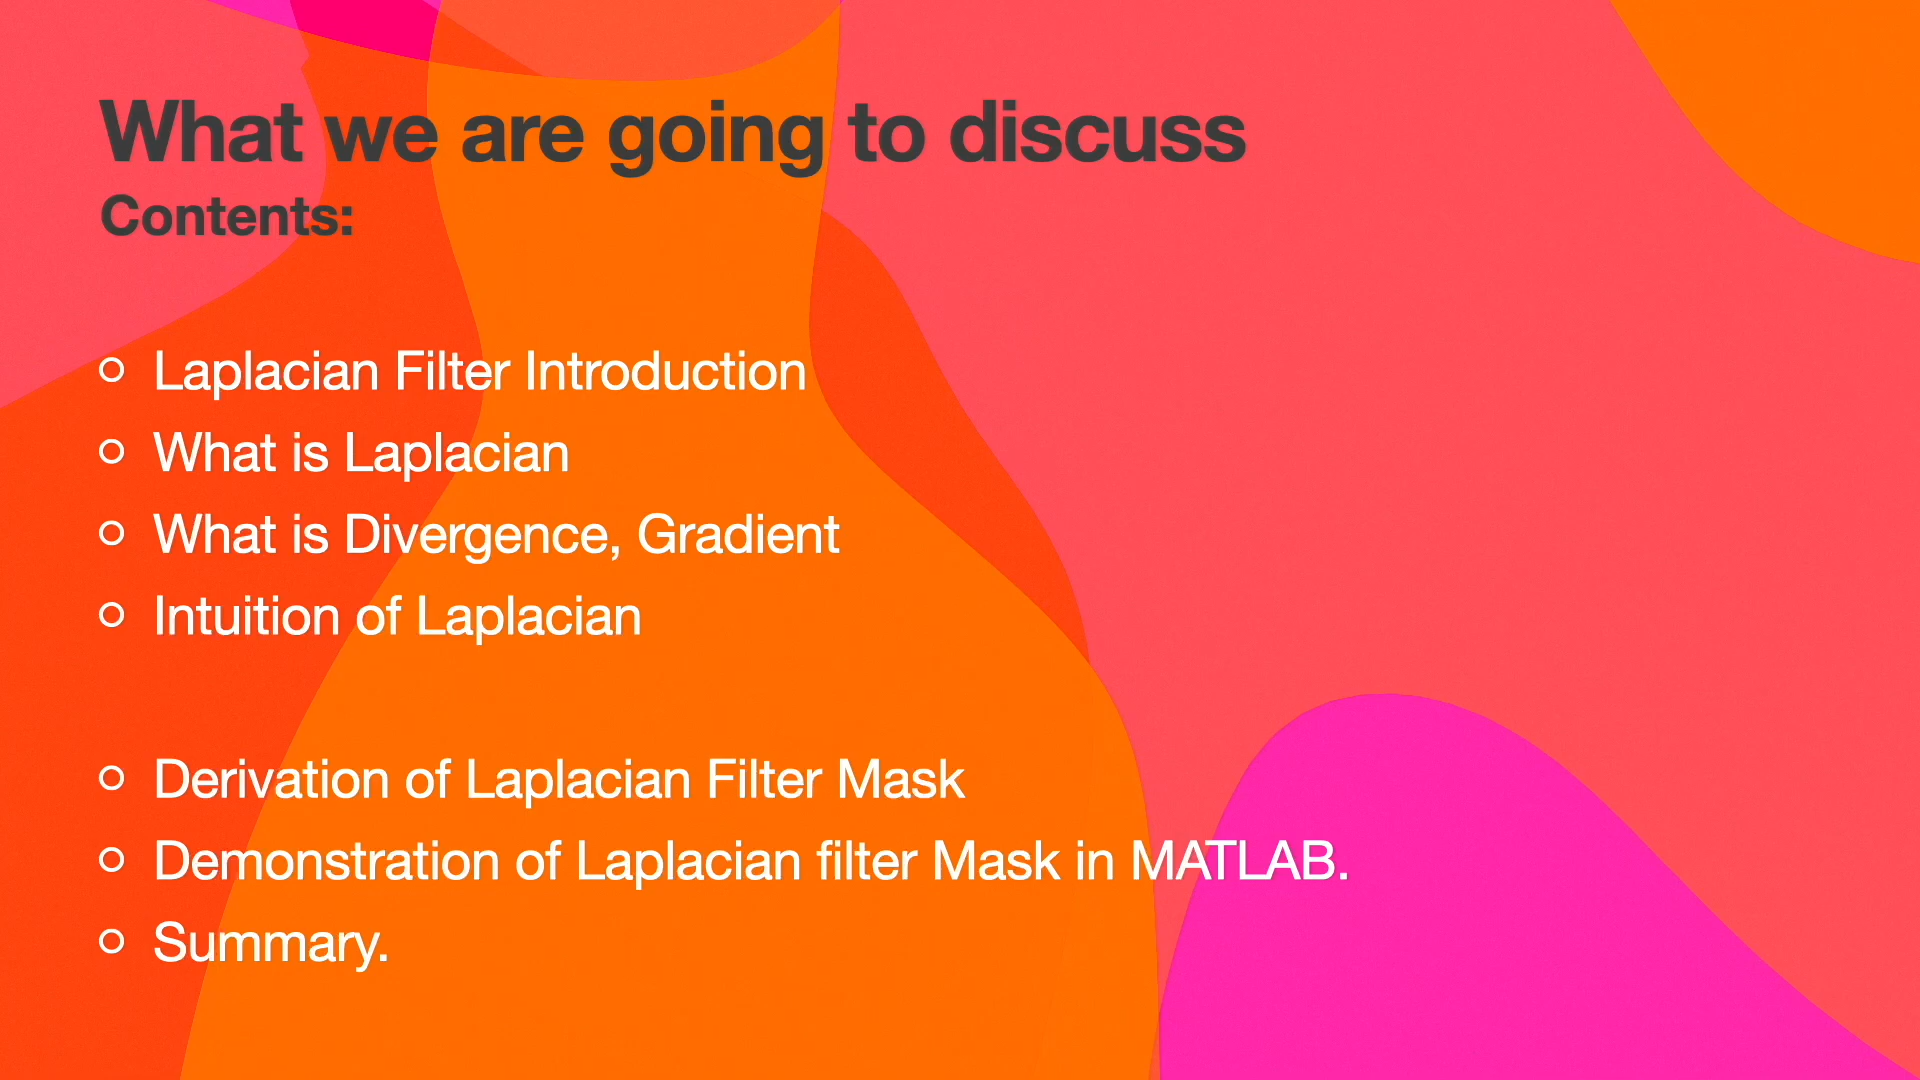 What we are going to discuss
Contents:
Laplacian Filter Introduction
What is Laplacian
What is Divergence, Gradient
Intuition of Laplacian
Derivation of Laplacian Filter Mask
Demonstration of Laplacian filter Mask in MATLAB.
Summary.